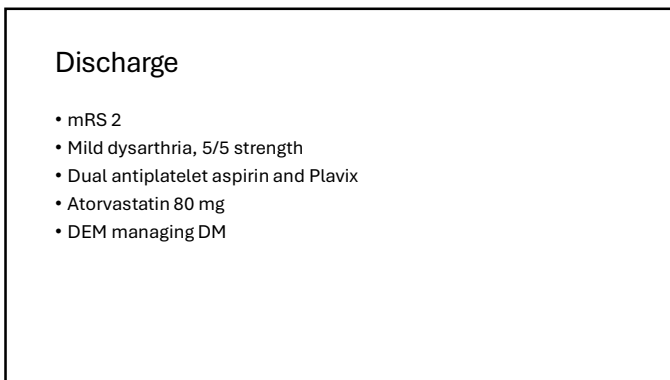 Discharge
• mRS 2
• Mild dysarthria, 5/5 strength
• Dual antiplatelet aspirin and Plavix
• Atorvastatin 80 mg
• DEM managing DM